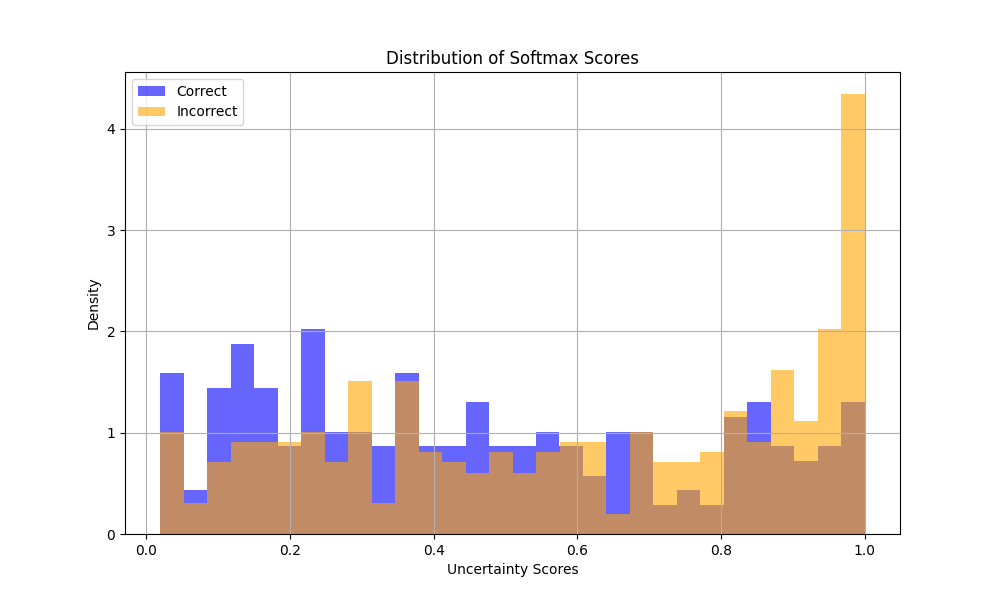 Distribution of Softmax Scores
Correct
Incorrect
4
3
2
1
0
Density
0.0 0.2 0.4 0.6 0.8 1.0
Uncertainty Scores